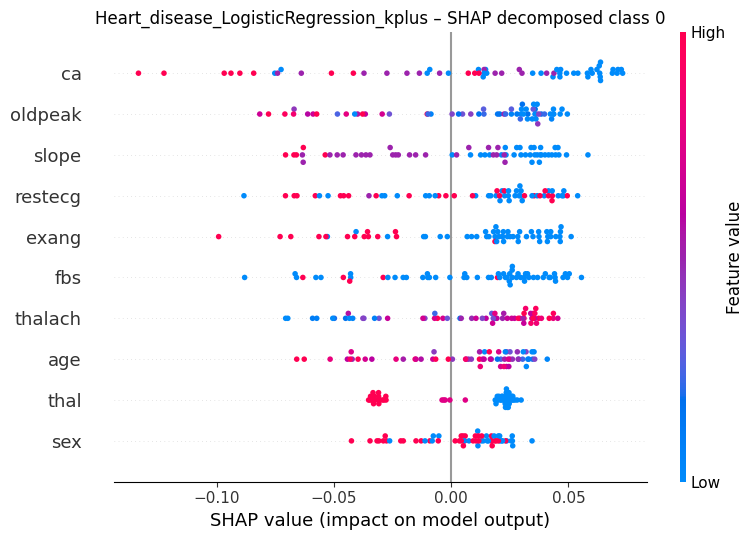 Heart_disease_LogisticRegression_kplus – SHAP decomposed class 0
High
ca
oldpeak
slope
restecg
exang
fbs
thalach
age
thal
sex
Feature value
Low
−0.10
−0.05
0.00
0.05
SHAP value (impact on model output)